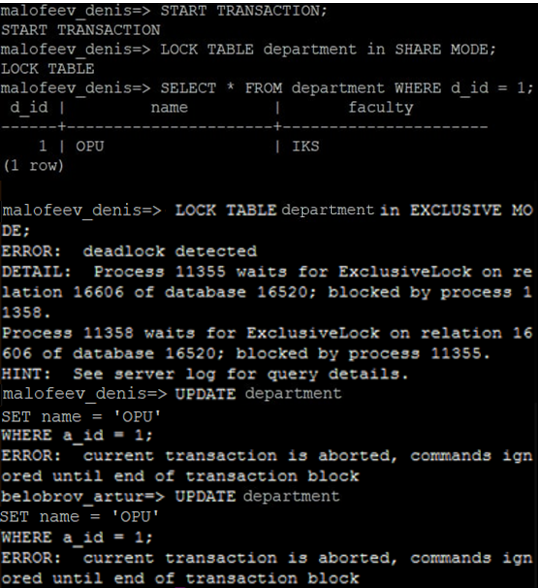 malofeev_denis=> START TRANSACTION;
START TRANSACTION
malofeev_denis=> LOCK TABLE department in SHARE MODE;
LOCK TABLE
malofeev_denis=> SELECT * FROM department WHERE d_id = 1;
 d_id |         name         |       faculty
------+----------------------+----------------------
    1 | OPU                  | IKS
(1 row)
malofeev_denis=> LOCK TABLE department in EXCLUSIVE MO
DE;
ERROR:  deadlock detected
DETAIL:  Process 11355 waits for ExclusiveLock on re
lation 16606 of database 16520; blocked by process 1
1358.
Process 11358 waits for ExclusiveLock on relation 16
606 of database 16520; blocked by process 11355.
HINT:  See server log for query details.
malofeev_denis=> UPDATE department
SET name = 'OPU'
WHERE a_id = 1;
ERROR:  current transaction is aborted, commands ign
ored until end of transaction block
belobrov_artur=> UPDATE department
SET name = 'OPU'
WHERE a_id = 1;
ERROR:  current transaction is aborted, commands ign
ored until end of transaction block